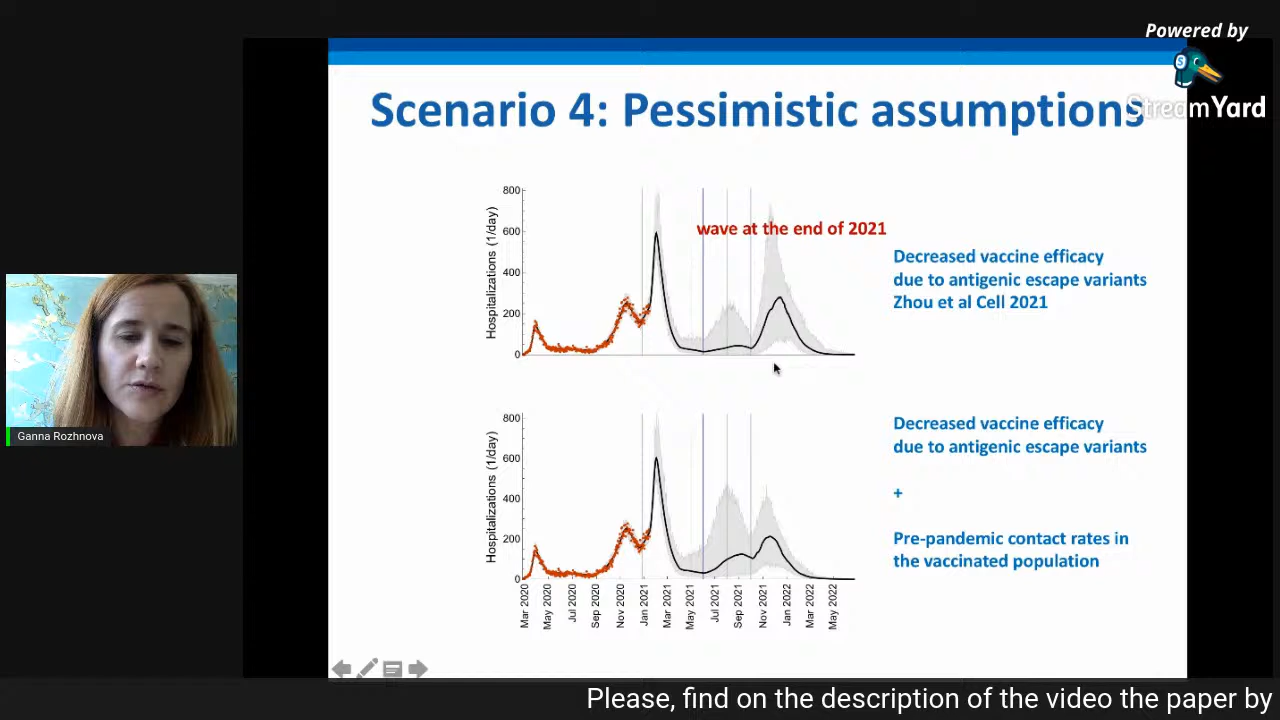 Powered by
StreamYard
Scenario 4: Pessimistic assumptions
800
600
400
200
0
Hospitalizations (1/day)
wave at the end of 2021
Decreased vaccine efficacy
due to antigenic escape variants
Zhou et al Cell 2021
Ganna Rozhnova
800
600
400
200
0
Hospitalizations (1/day)
Decreased vaccine efficacy
due to antigenic escape variants
+
Pre-pandemic contact rates in
the vaccinated population
Mar 2020
May 2020
Jul 2020
Sep 2020
Nov 2020
Jan 2021
Mar 2021
May 2021
Jul 2021
Sep 2021
Nov 2021
Jan 2022
Mar 2022
May 2022
Please, find on the description of the video the paper by